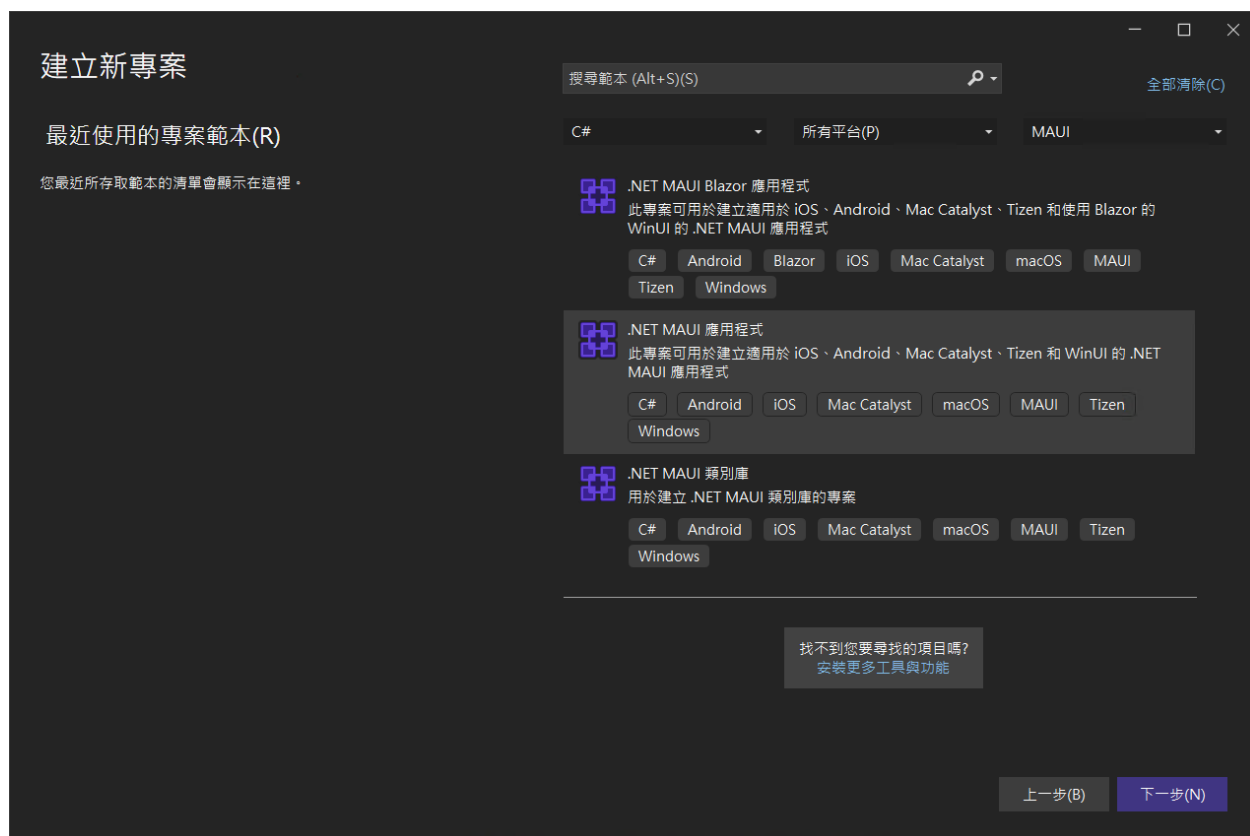 建立新專案
搜尋範本 (Alt+S)(S)
全部清除(C)
最近使用的專案範本(R)
C#
所有平台(P)
MAUI
您最近所存取範本的清單會顯示在這裡。
.NET MAUI Blazor 應用程式
此專案可用於建立適用於 iOS、Android、Mac Catalyst、Tizen 和使用 Blazor 的
WinUI 的 .NET MAUI 應用程式
C# Android Blazor iOS Mac Catalyst macOS MAUI
Tizen Windows
.NET MAUI 應用程式
此專案可用於建立適用於 iOS、Android、Mac Catalyst、Tizen 和 WinUI 的 .NET
MAUI 應用程式
C# Android iOS Mac Catalyst macOS MAUI Tizen
Windows
.NET MAUI 類別庫
用於建立 .NET MAUI 類別庫的專案
C# Android iOS Mac Catalyst macOS MAUI Tizen
Windows
找不到您要尋找的項目嗎?
安裝更多工具與功能
上一步(B)
下一步(N)